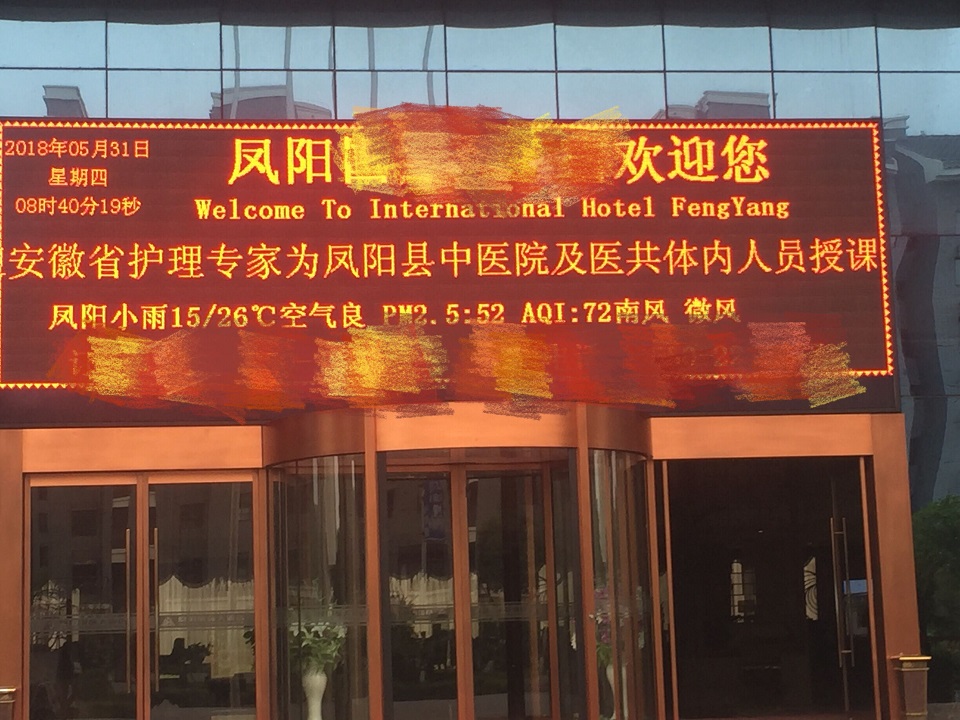 2018年05月31日
星期四
08时40分19秒
凤阳 欢迎您
Welcome To International Hotel FengYang
安徽省护理专家为凤阳县中医院及医共体内人员授课
凤阳小雨15/26℃空气良 PM2.5:52 AQI:72南风 微风